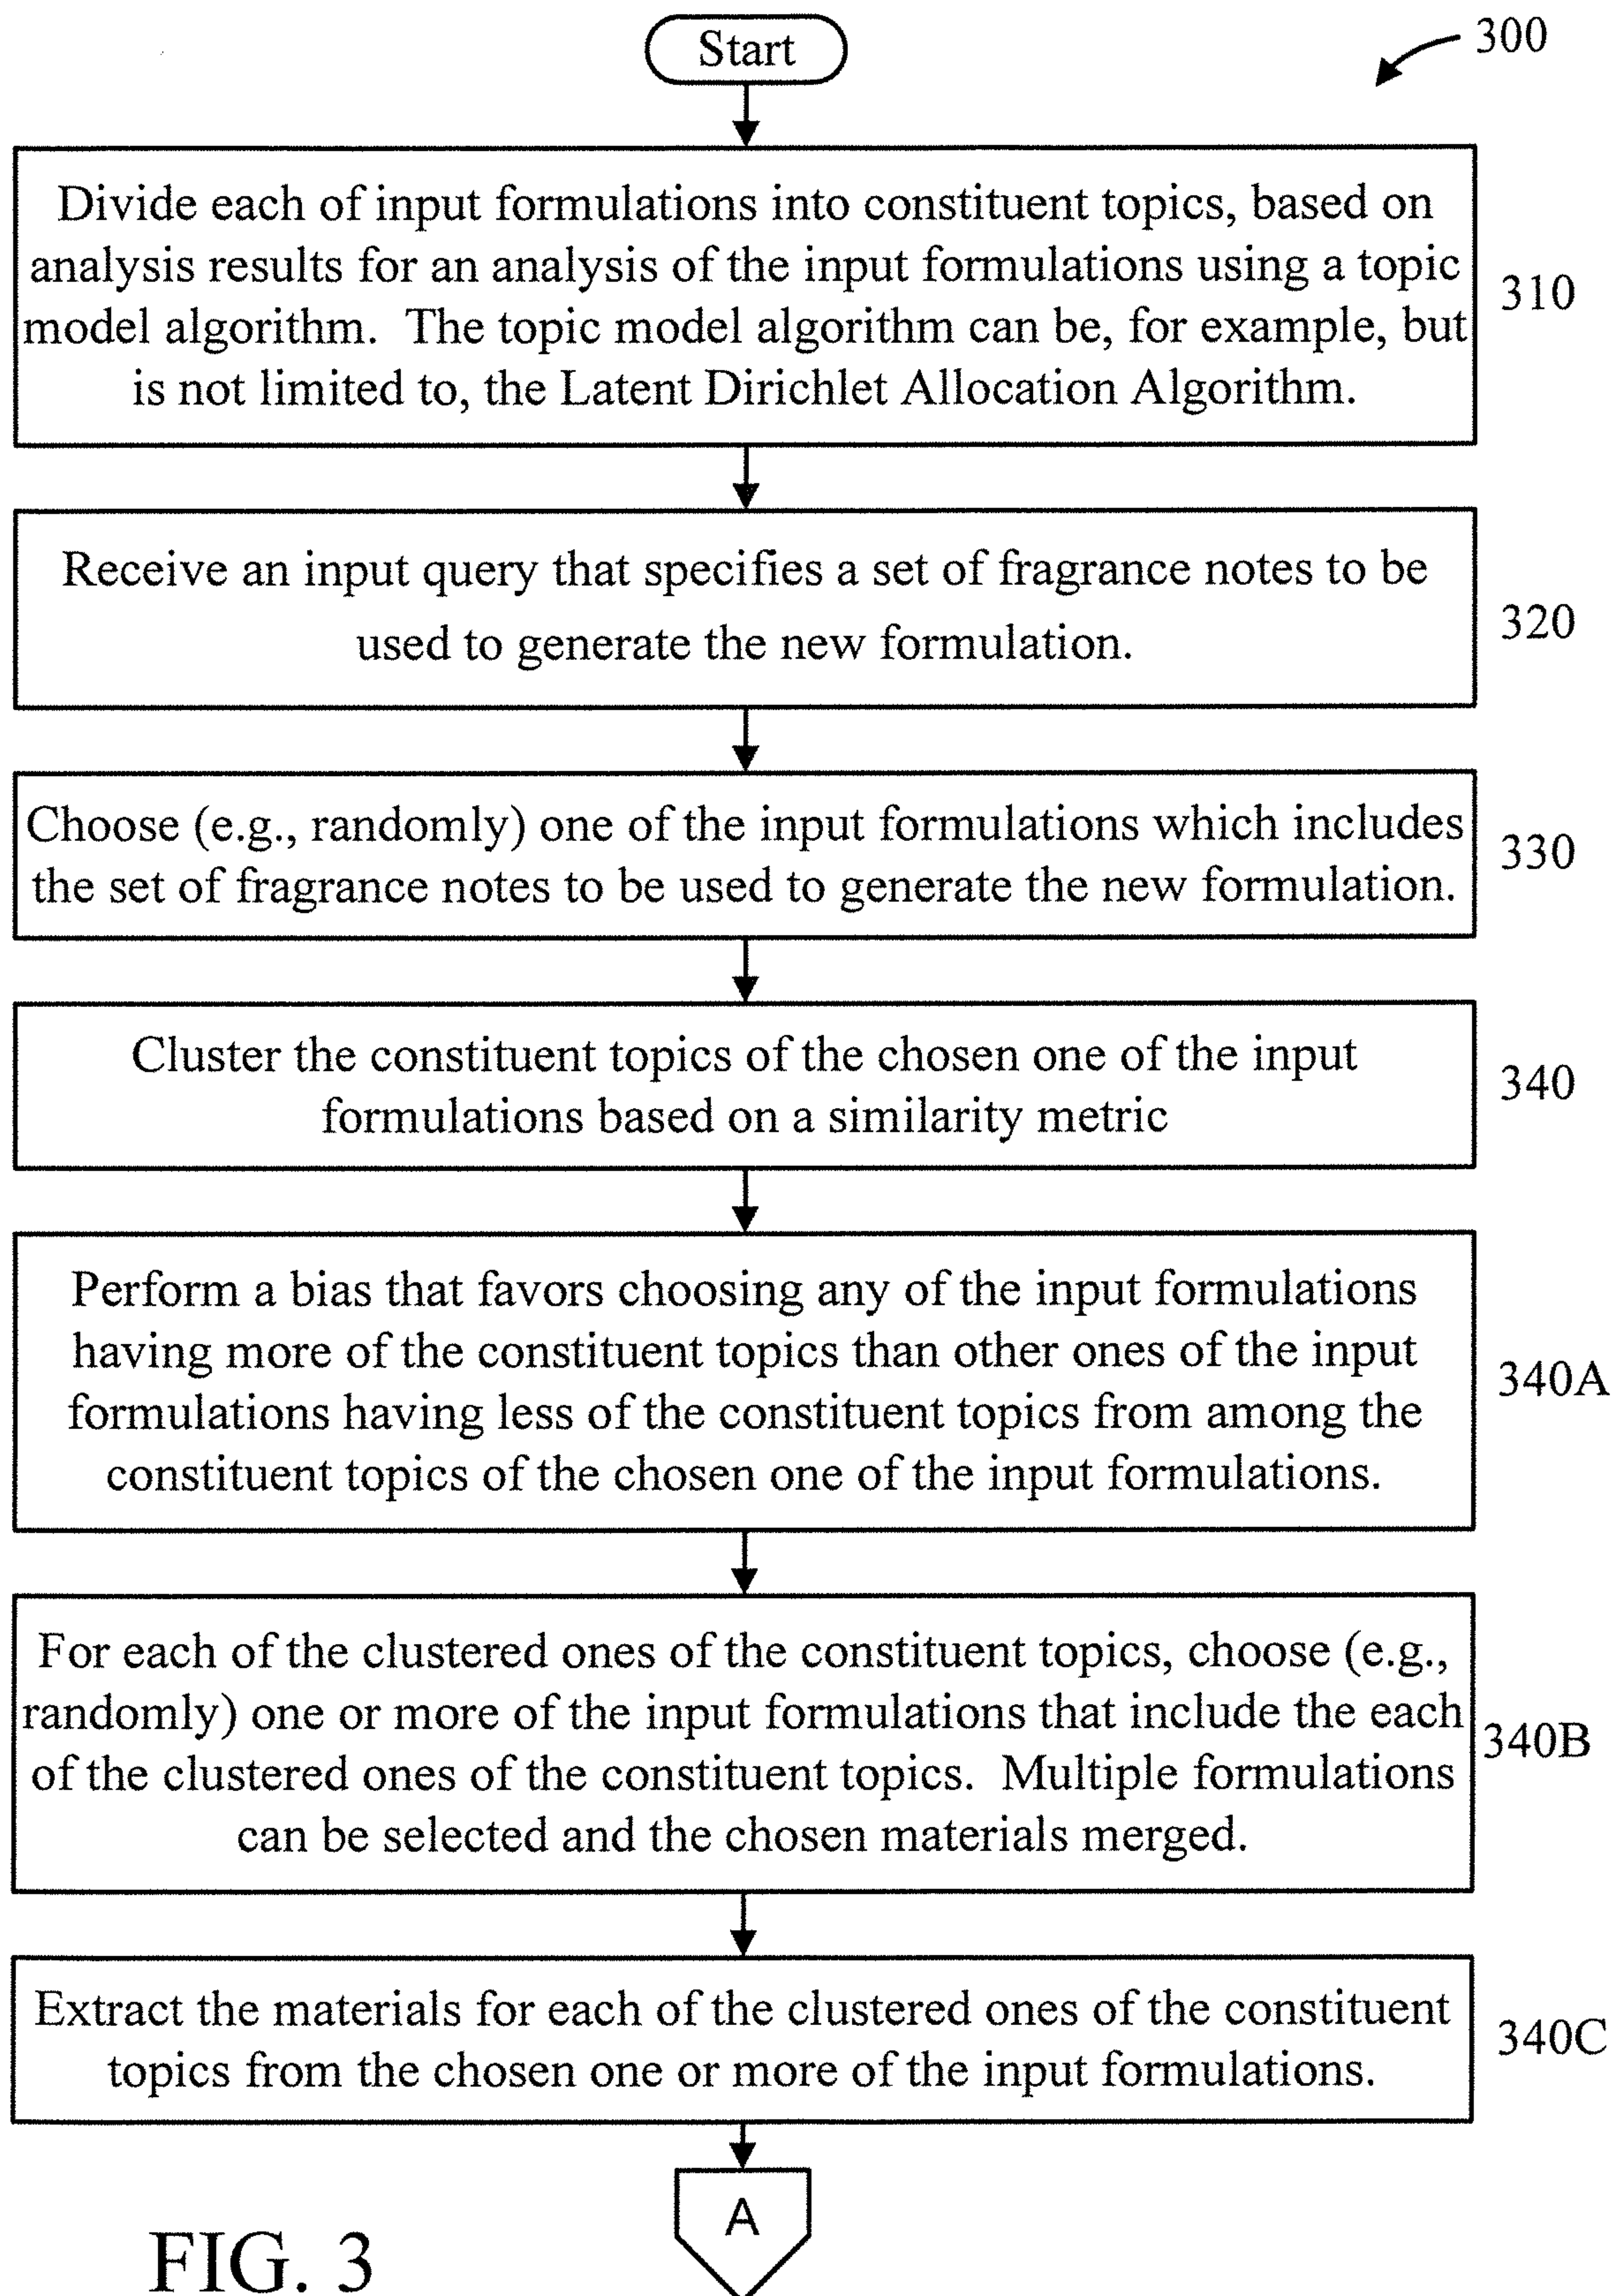 Start
300
Divide each of input formulations into constituent topics, based on
analysis results for an analysis of the input formulations using a topic
model algorithm.  The topic model algorithm can be, for example, but
is not limited to, the Latent Dirichlet Allocation Algorithm.
310
Receive an input query that specifies a set of fragrance notes to be
used to generate the new formulation.
320
Choose (e.g., randomly) one of the input formulations which includes
the set of fragrance notes to be used to generate the new formulation.
330
Cluster the constituent topics of the chosen one of the input
formulations based on a similarity metric
340
Perform a bias that favors choosing any of the input formulations
having more of the constituent topics than other ones of the input
formulations having less of the constituent topics from among the
constituent topics of the chosen one of the input formulations.
340A
For each of the clustered ones of the constituent topics, choose (e.g.,
randomly) one or more of the input formulations that include the each
of the clustered ones of the constituent topics.  Multiple formulations
can be selected and the chosen materials merged.
340B
Extract the materials for each of the clustered ones of the constituent
topics from the chosen one or more of the input formulations.
340C
A
FIG. 3